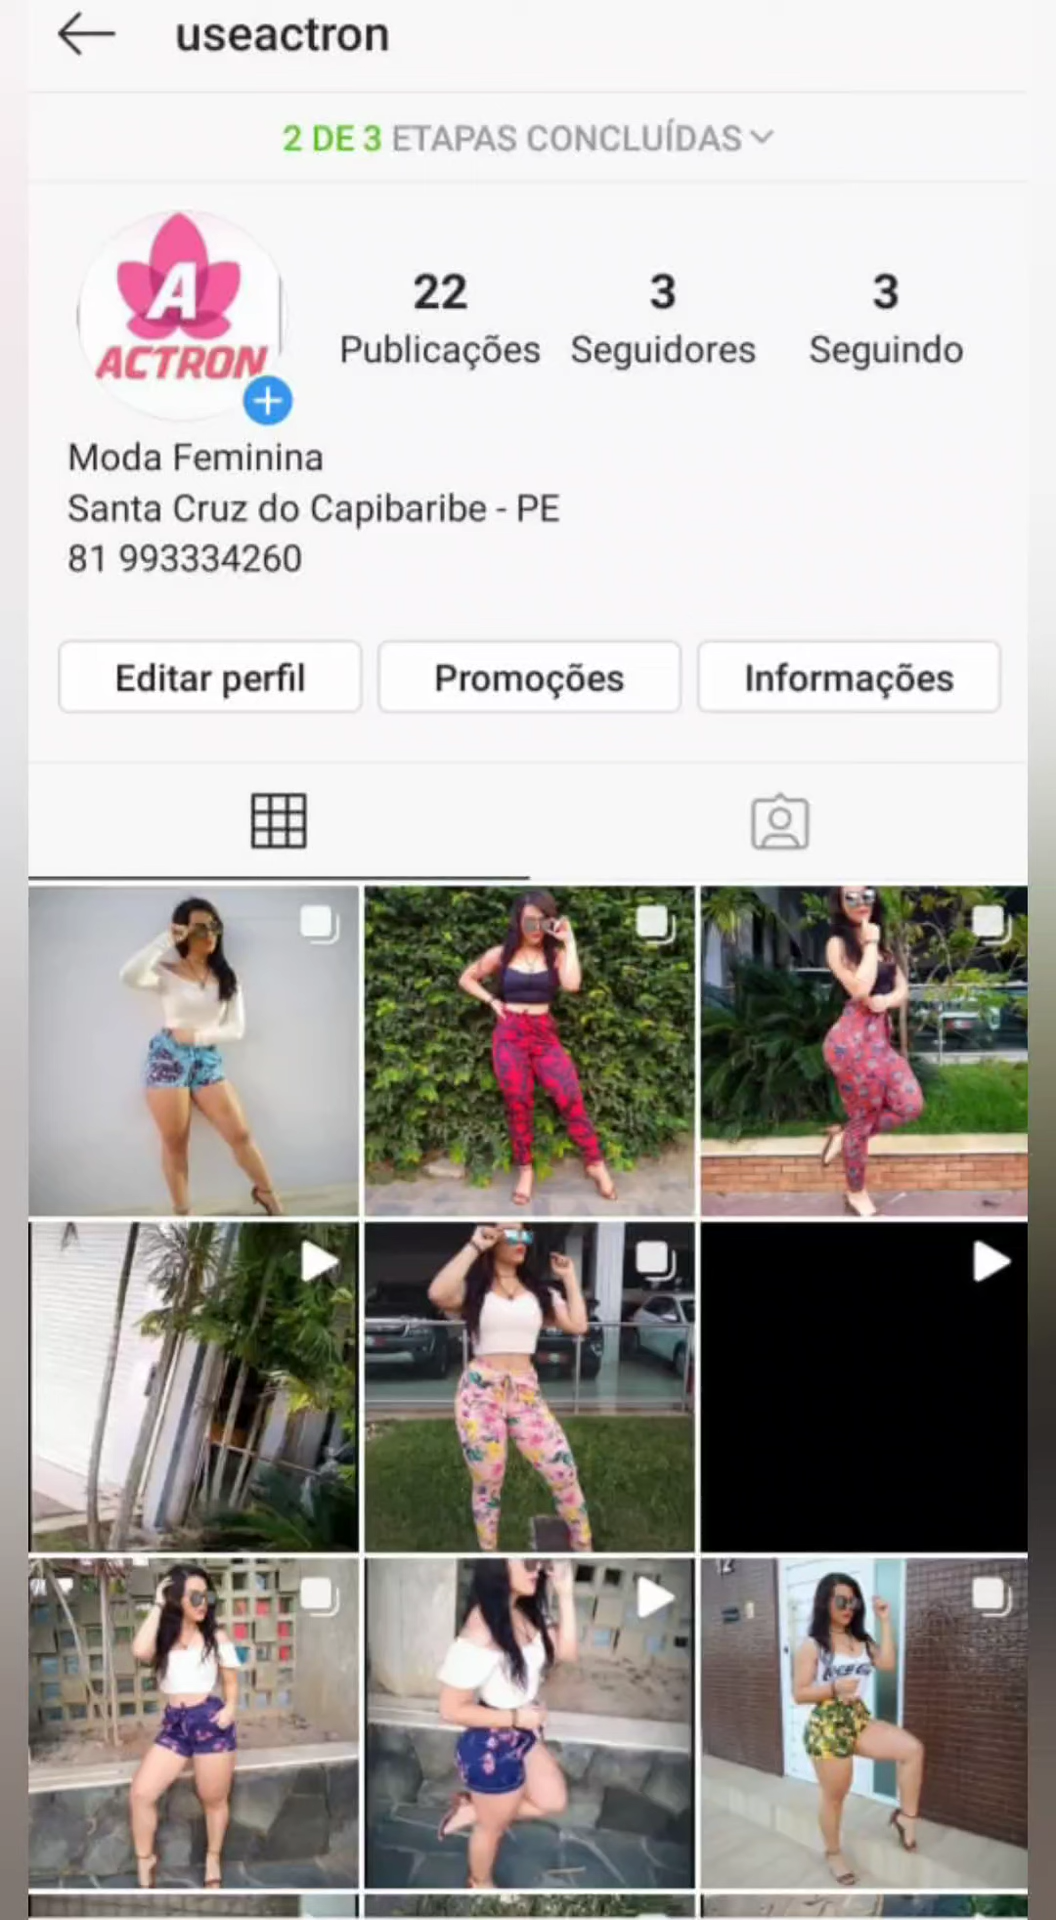 useactron
2 DE 3 ETAPAS CONCLUÍDAS
A
ACTRON
22
Publicações
3
Seguidores
3
Seguindo
Moda Feminina
Santa Cruz do Capibaribe - PE
81 993334260
Editar perfil
Promoções
Informações